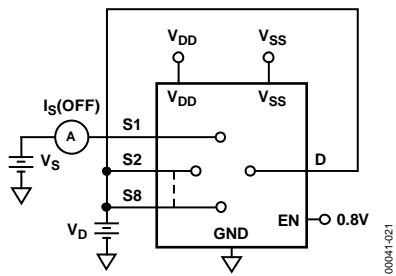 VDD
VSS
VDD
VSS
IS(OFF)
A
S1
VS
S2
D
S8
VD
EN
0.8V
GND
00041-021